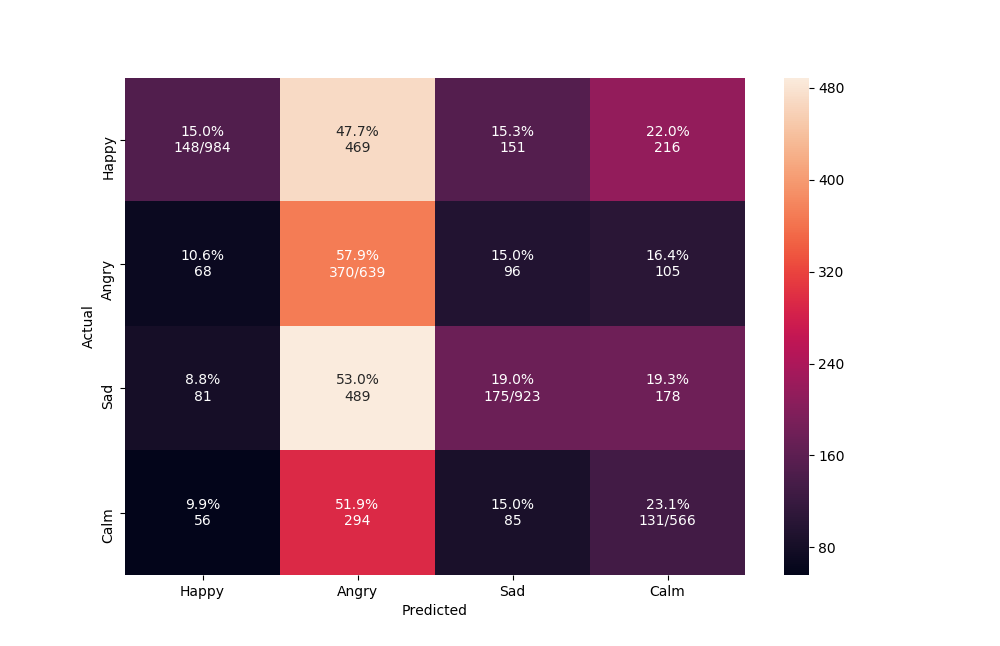 15.0% 47.7% 15.3% 22.0%
148/984 469 151 216
Happy
10.6% 57.9% 15.0% 16.4%
68 370/639 96 105
Angry
Actual
8.8% 53.0% 19.0% 19.3%
81 489 175/923 178
Sad
9.9% 51.9% 15.0% 23.1%
56 294 85 131/566
Calm
Happy Angry Sad Calm
Predicted
480
400
320
240
160
80